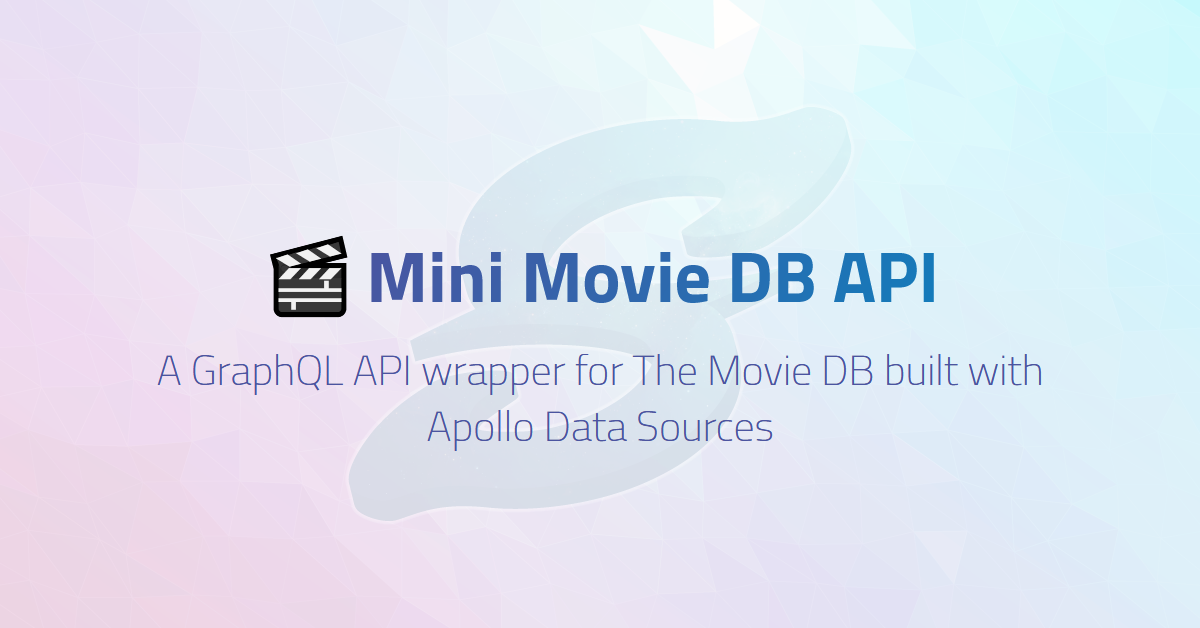 Mini Movie DB API
A GraphQL API wrapper for The Movie DB built with
Apollo Data Sources